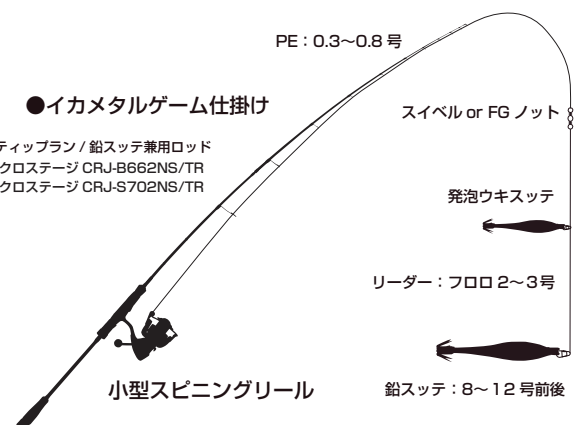 PE：0.3〜0.8 号
●イカメタルゲーム仕掛け
スイベル or FG ノット
ティップラン / 鉛スッテ兼用ロッド
クロステージ CRJ-B662NS/TR
クロステージ CRJ-S702NS/TR
発泡ウキスッテ
リーダー：フロロ 2〜3号
小型スピニングリール
鉛スッテ：8〜12 号前後